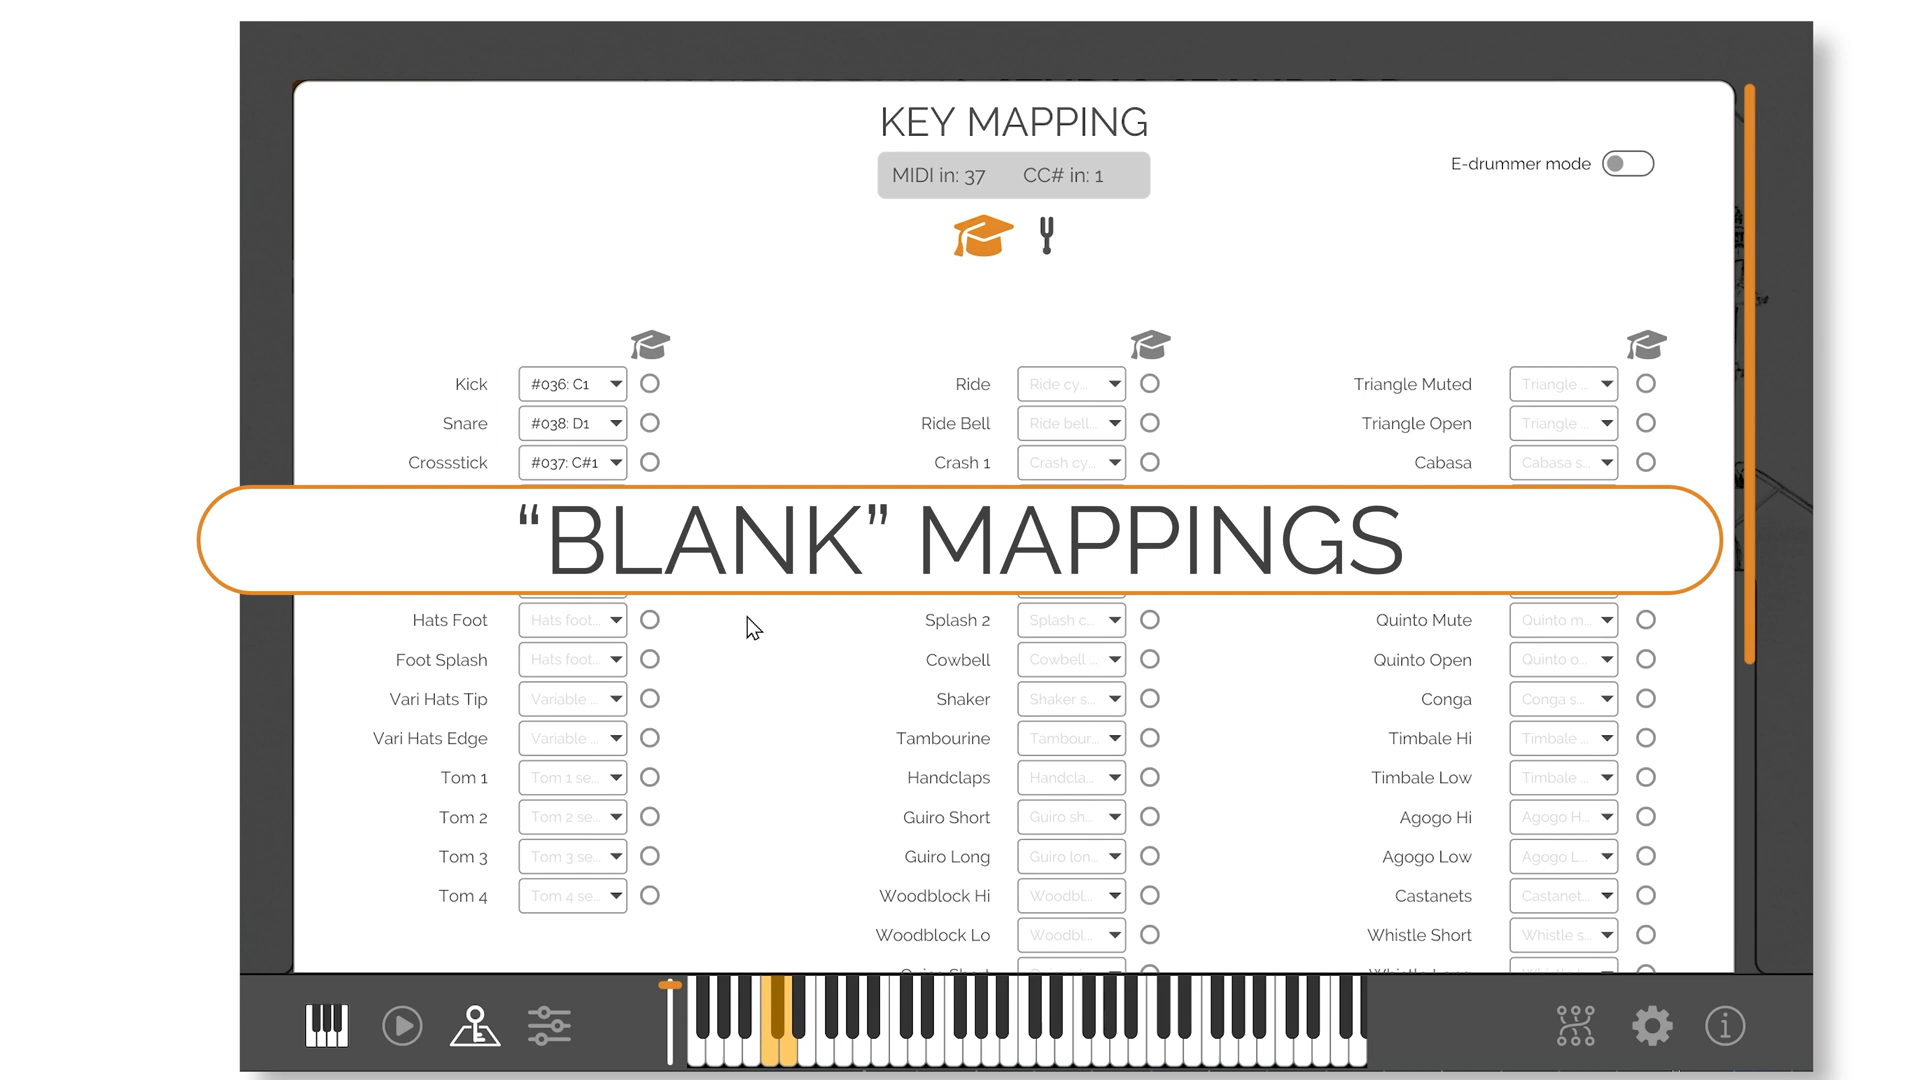 KEY MAPPING
MIDI in: 37 CC# in: 1
E-drummer mode
Kick #036: C1 Ride Ride cy... Triangle Muted Triangle ...
Snare #038: D1 Ride Bell Ride bell... Triangle Open Triangle ...
Crossstick #037: C#1 Crash 1 Crash cy... Cabasa Cabasa s...
“BLANK” MAPPINGS
Hats Foot Hats foot... Splash 2 Splash c... Quinto Mute Quinto m...
Foot Splash Hats foot... Cowbell Cowbell ... Quinto Open Quinto o...
Vari Hats Tip Variable ... Shaker Shaker s... Conga Conga s...
Vari Hats Edge Variable ... Tambourine Tambour... Timbale Hi Timbale ...
Tom 1 Tom 1 se... Handclaps Handcla... Timbale Low Timbale ...
Tom 2 Tom 2 se... Guiro Short Guiro sh... Agogo Hi Agogo H...
Tom 3 Tom 3 se... Guiro Long Guiro lon... Agogo Low Agogo L...
Tom 4 Tom 4 se... Woodblock Hi Woodbl... Castanets Castanet...
Woodblock Lo Woodbl... Whistle Short Whistle s...